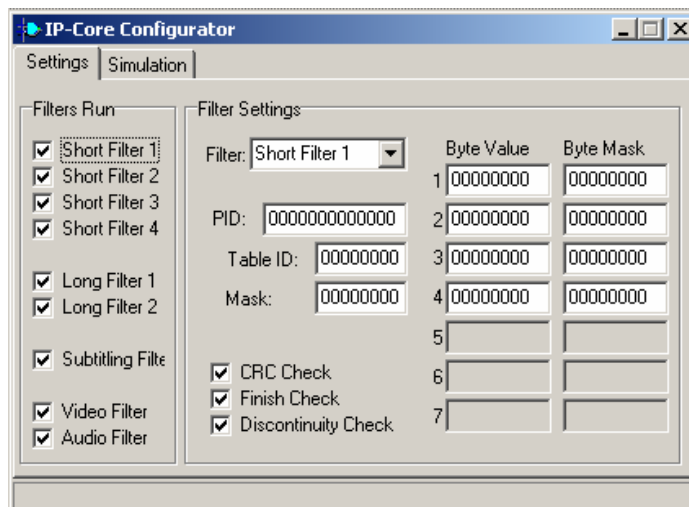 IP-Core Configurator
Settings
Simulation
Filters Run
Short Filter 1
Short Filter 2
Short Filter 3
Short Filter 4
Long Filter 1
Long Filter 2
Subtitling Filte
Video Filter
Audio Filter
Filter Settings
Filter: Short Filter 1
PID: 0000000000000
Table ID: 00000000
Mask: 00000000
CRC Check
Finish Check
Discontinuity Check
Byte Value Byte Mask
1 00000000 00000000
2 00000000 00000000
3 00000000 00000000
4 00000000 00000000
5
6
7